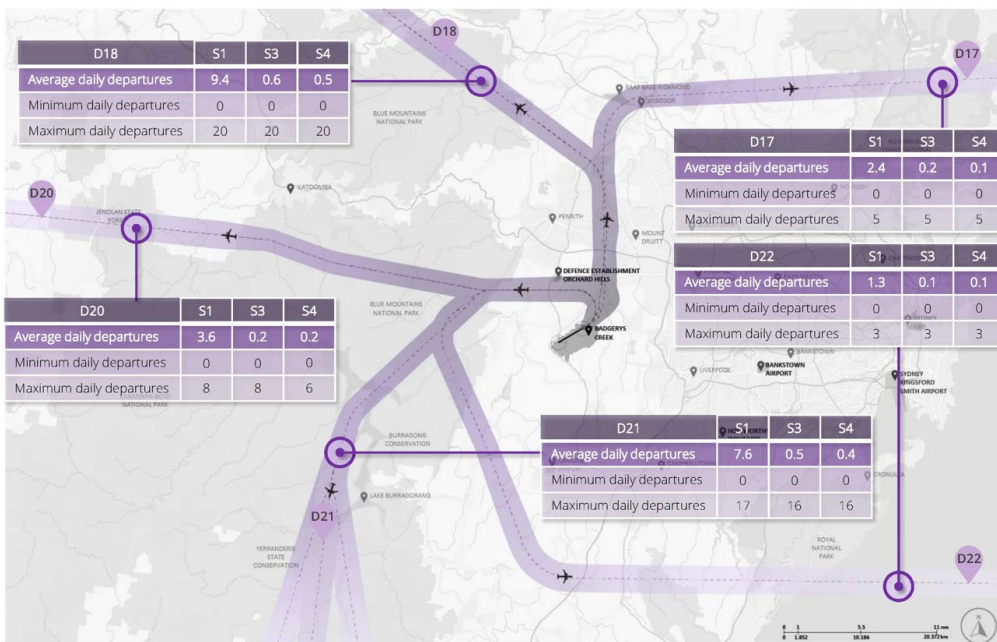 D18
D17
D18 S1 S3 S4
Average daily departures 9.4 0.6 0.5
Minimum daily departures 0 0 0
Maximum daily departures 20 20 20
RAAF BASE RICHMOND
WINDSOR
BLUE MOUNTAINS
NATIONAL PARK
D17 S1 S3 S4
Average daily departures 2.4 0.2 0.1
Minimum daily departures 0 0 0
Maximum daily departures 5 5 5
D20
KATOOMBA
JENOLAN STATE
PENRITH
MOUNT
DRUITT
D22 S1 S3 S4
Average daily departures 1.3 0.1 0.1
Minimum daily departures 0 0 0
Maximum daily departures 3 3 3
DEFENCE ESTABLISHMENT
ORCHARD HILLS
D20 S1 S3 S4
Average daily departures 3.6 0.2 0.2
Minimum daily departures 0 0 0
Maximum daily departures 8 8 6
NATIONAL PARK
BLUE MOUNTAINS
NATIONAL PARK
BADGERYS
CREEK
BANKSTOWN
LIVERPOOL
BANKSTOWN
AIRPORT
SYDNEY
KINGSFORD
SMITH AIRPORT
D21 S1 S3 S4
Average daily departures 7.6 0.5 0.4
Minimum daily departures 0 0 0
Maximum daily departures 17 16 16
BURRAGONG
CONSERVATION
CRONULLA
LAKE BURRAGORANG
D21
YERRANDERIE
STATE
CONSERVATION
ROYAL
NATIONAL
PARK
D22
0 1 5.5 11 nm
0 1.852 10.186 20.372 km
N